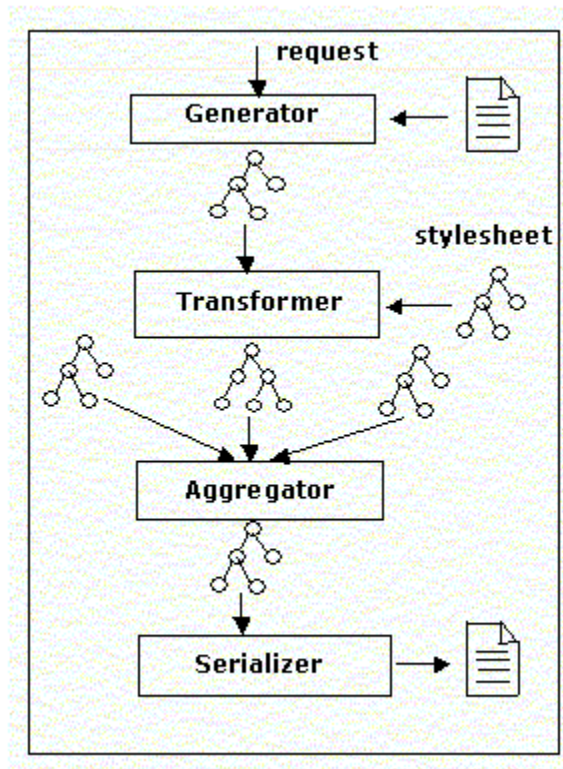 request
Generator
stylesheet
Transformer
Aggregator
Serializer